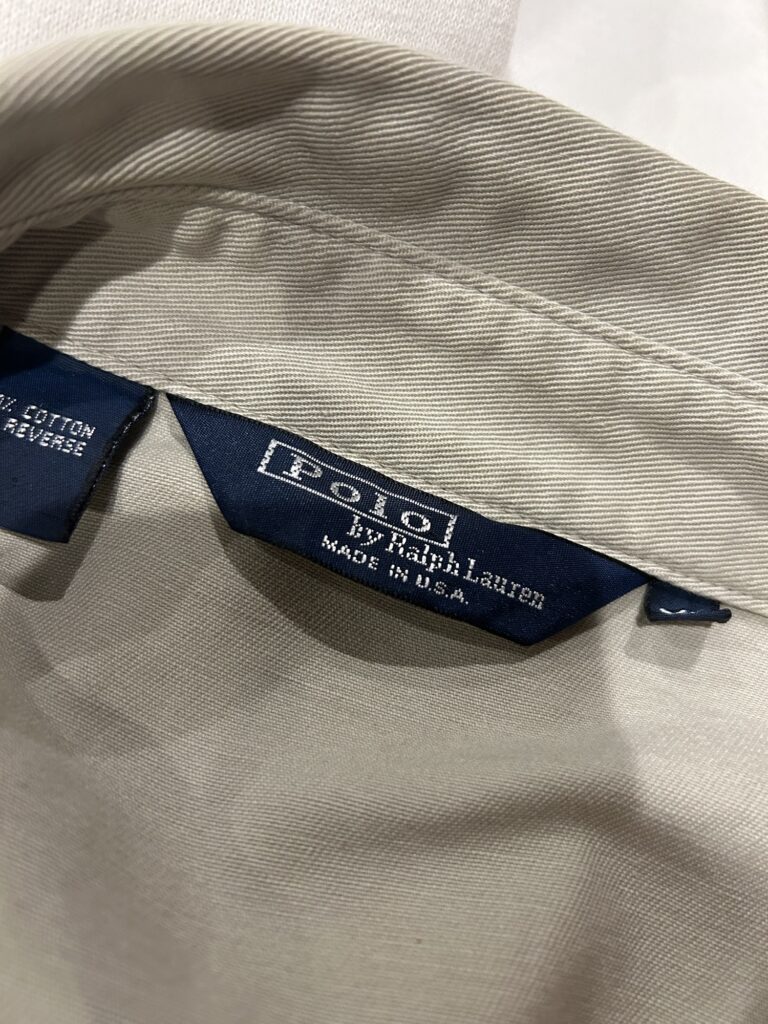 % COTTON
REVERSE
Polo
by Ralph Lauren
MADE IN U.S.A.